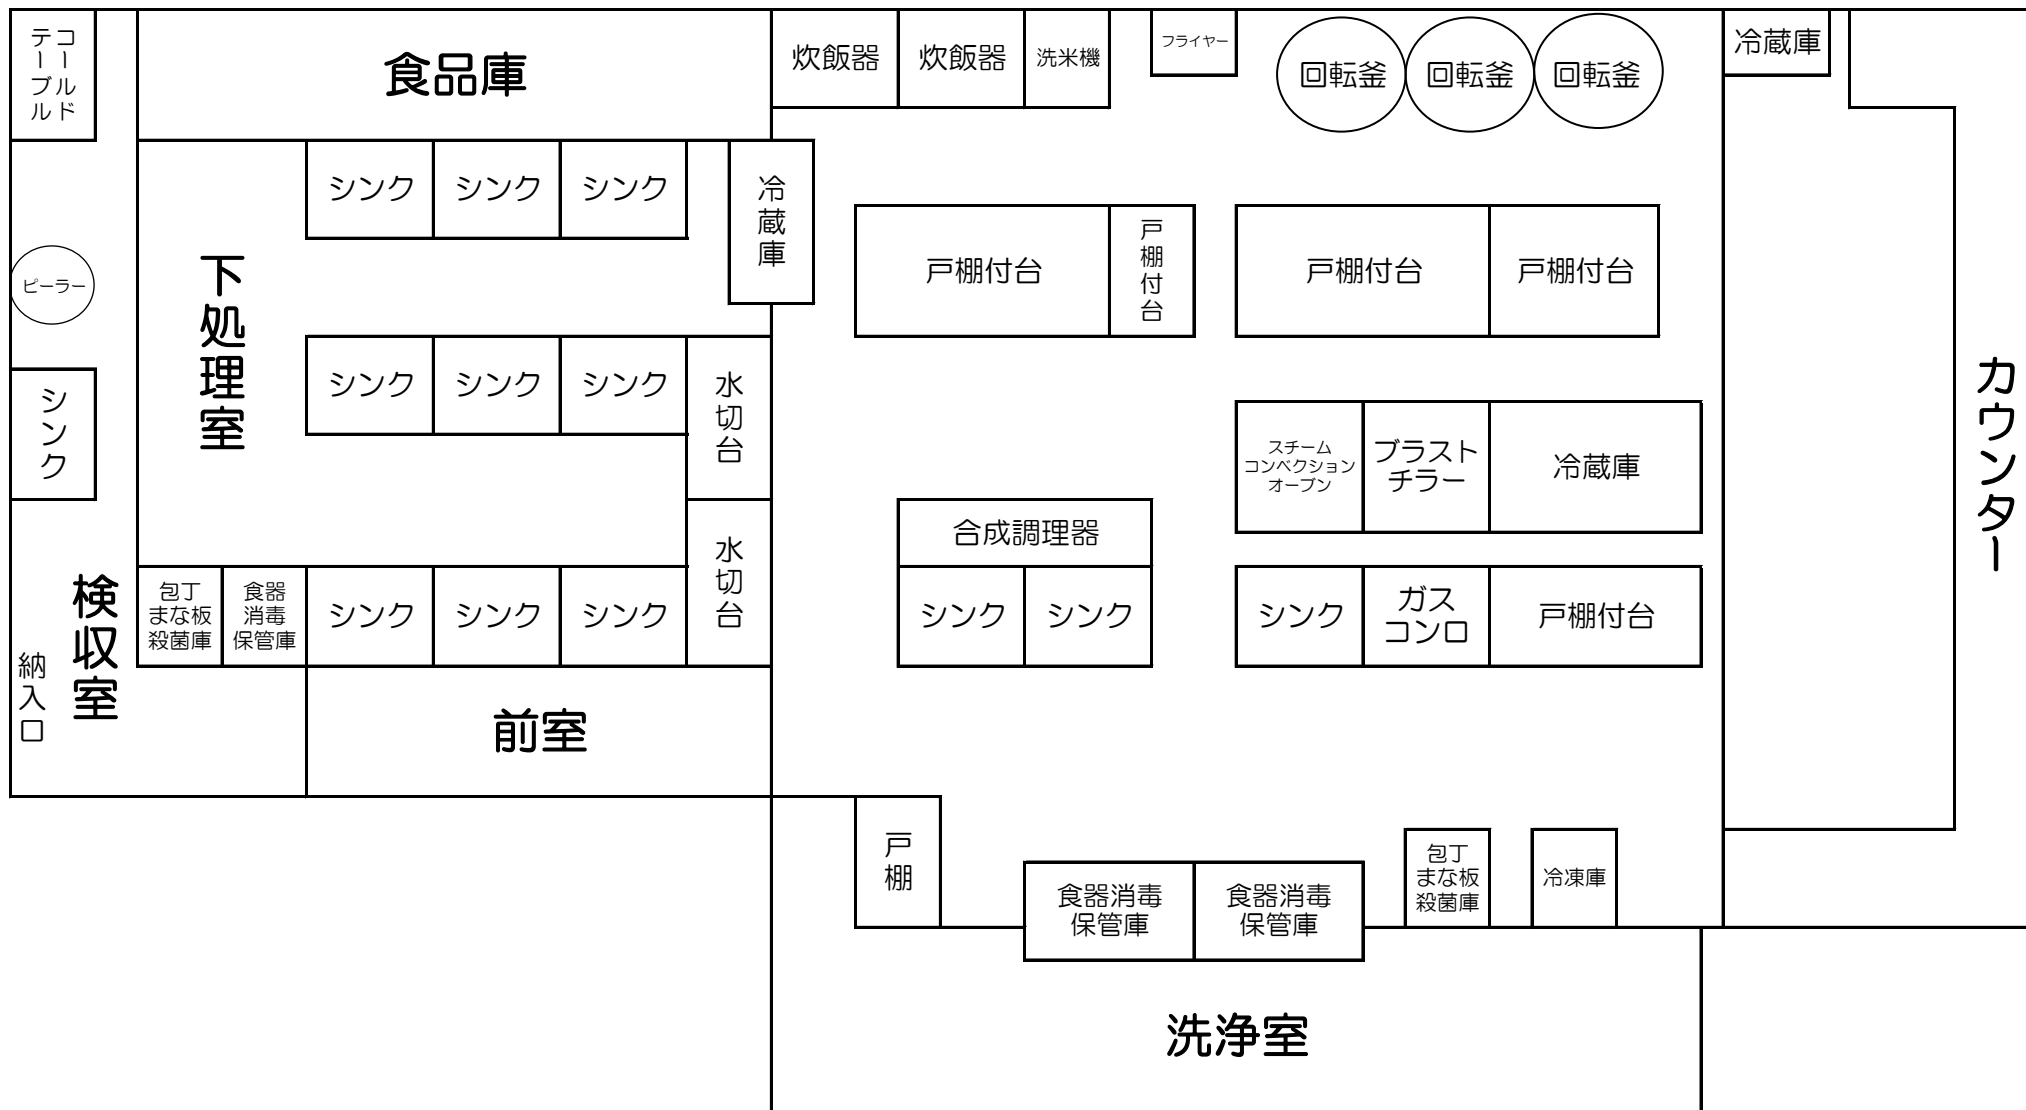 コールド
テーブル
食品庫
炊飯器
炊飯器
洗米機
フライヤー
回転釜
回転釜
回転釜
冷蔵庫
シンク
シンク
シンク
冷蔵庫
戸棚付台
戸棚付台
戸棚付台
戸棚付台
ピーラー
下処理室
シンク
シンク
シンク
水切台
シンク
カウンター
スチーム
コンベクション
オーブン
ブラスト
チラー
冷蔵庫
合成調理器
水切台
検収室
包丁
まな板
殺菌庫
食器
消毒
保管庫
シンク
シンク
シンク
シンク
シンク
シンク
ガス
コンロ
戸棚付台
納入口
前室
戸棚
食器消毒
保管庫
食器消毒
保管庫
包丁
まな板
殺菌庫
冷凍庫
洗浄室